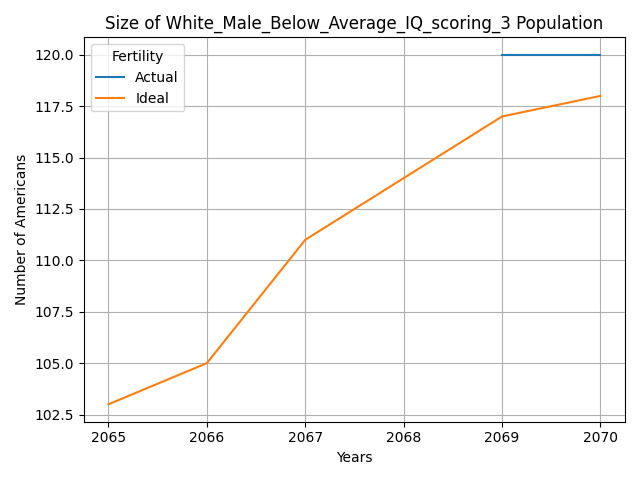 Size of White_Male_Below_Average_IQ_scoring_3 Population
120.0
117.5
115.0
112.5
110.0
107.5
105.0
102.5
Number of Americans
Fertility
Actual
Ideal
2065 2066 2067 2068 2069 2070
Years